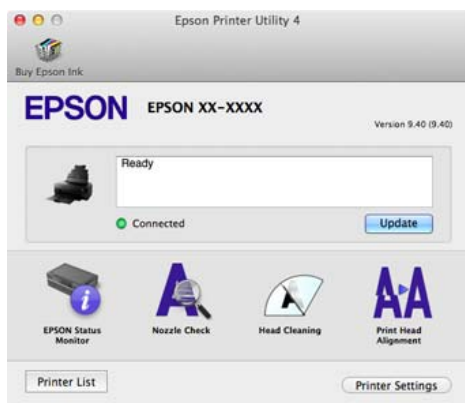 Epson Printer Utility 4
Buy Epson Ink
EPSON EPSON XX-XXXX
Version 9.40 (9.40)
Ready
Connected
Update
EPSON Status
Monitor
Nozzle Check
Head Cleaning
Print Head
Alignment
Printer List
Printer Settings